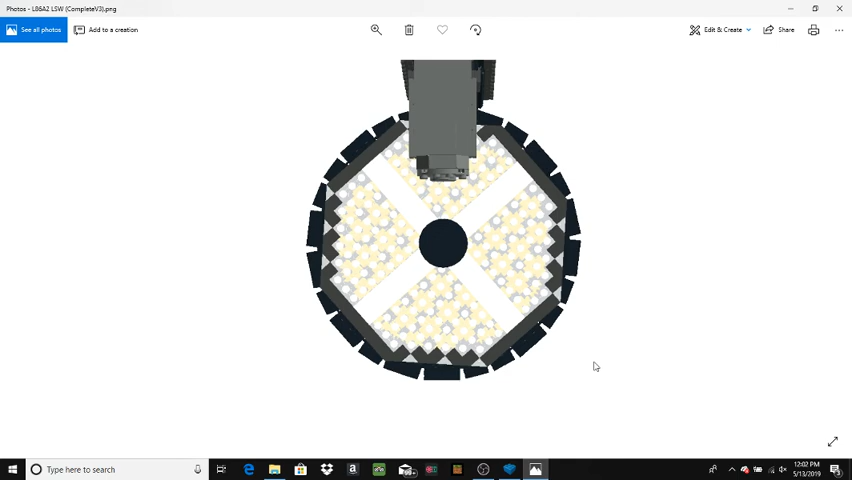 Photos - L86A2 LSW (CompleteV3).png
See all photos
Add to a creation
Edit & Create
Share
Type here to search
12:02 PM
5/13/2019